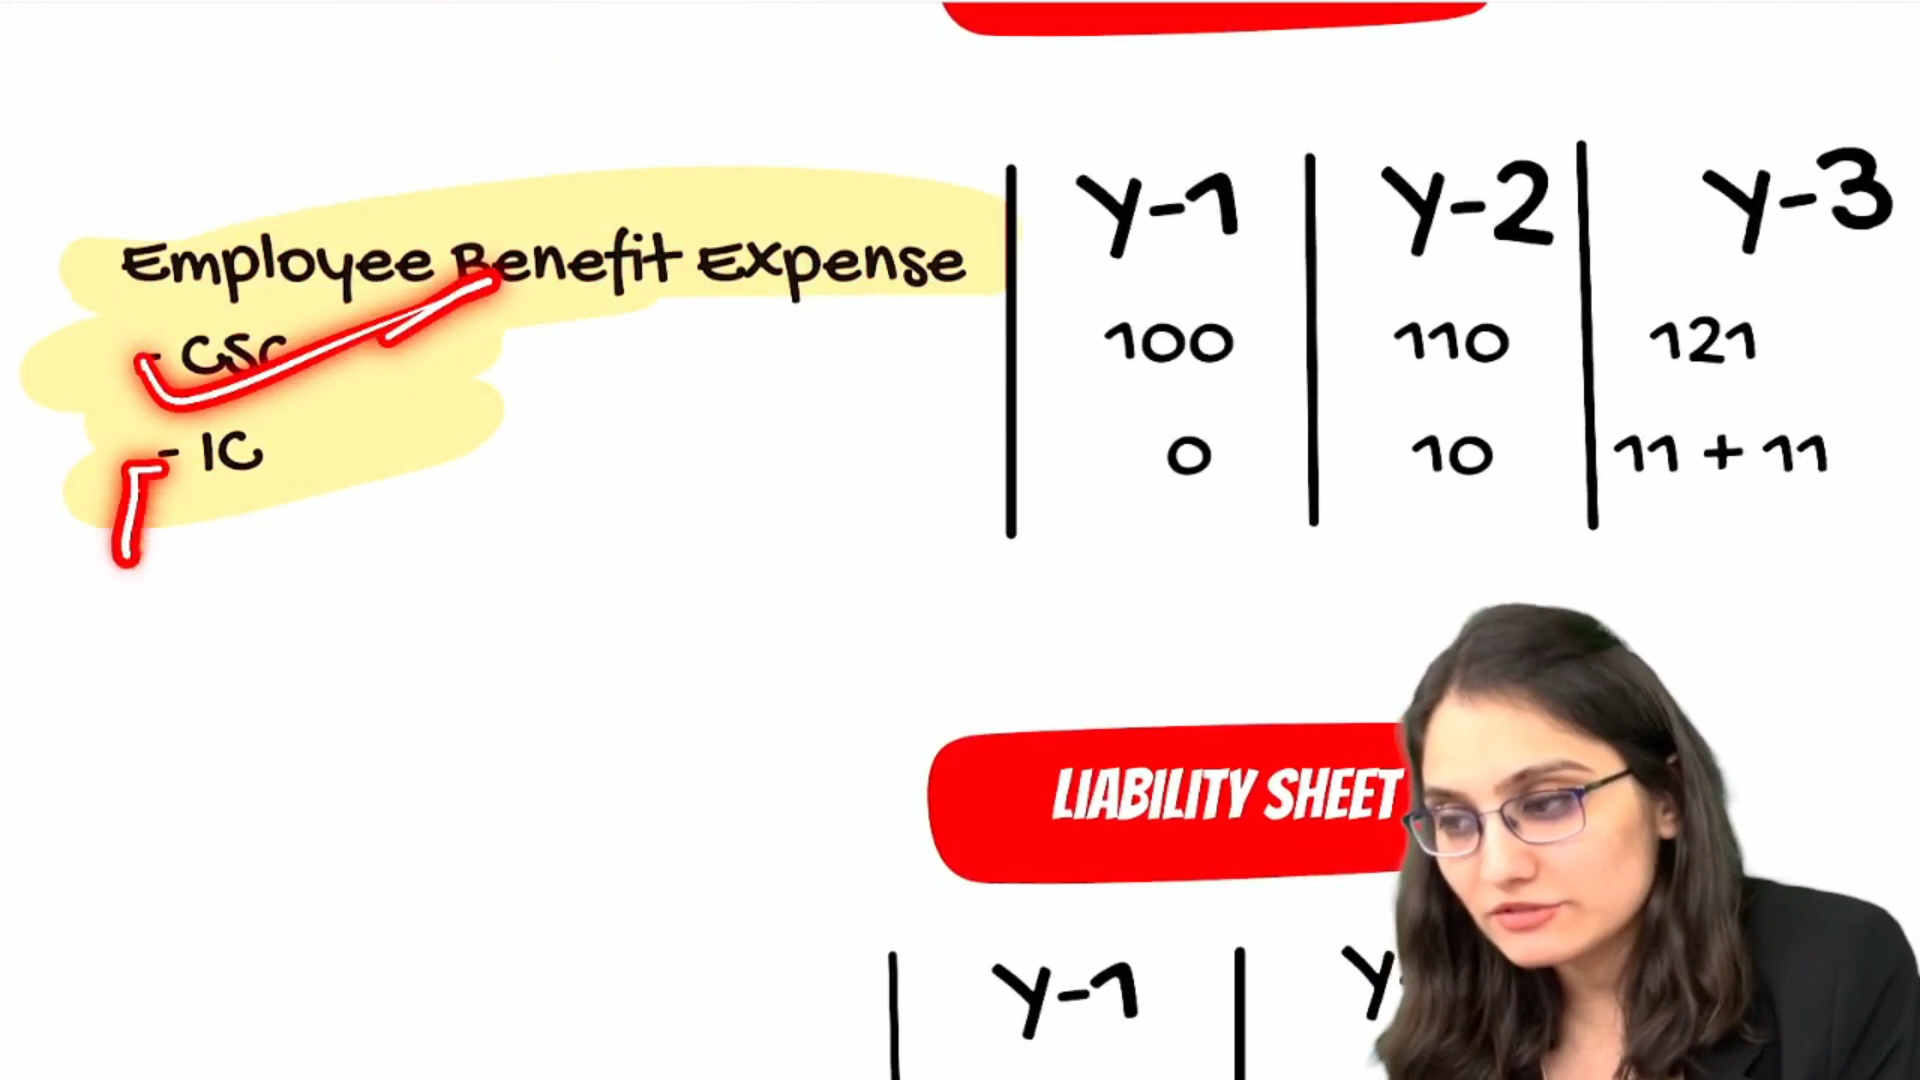 Y-1 Y-2 Y-3
Employee Benefit Expense
- CSC 100 110 121
- IC 0 10 11 + 11
LIABILITY SHEET
Y-1